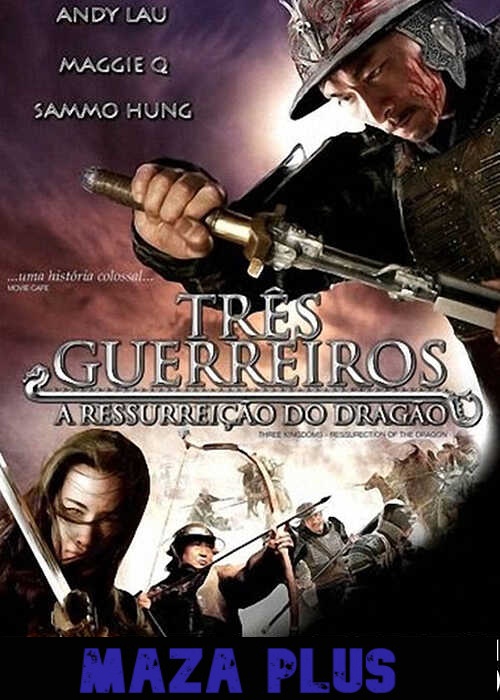 ANDY LAU
MAGGIE Q
SAMMO HUNG
...uma história colossal...
MOVIE CAFE
TRÊS
GUERREIROS
A RESSURREIÇÃO DO DRAGÃO
THREE KINGDOMS - RESSURECTION OF THE DRAGON
MAZA PLUS